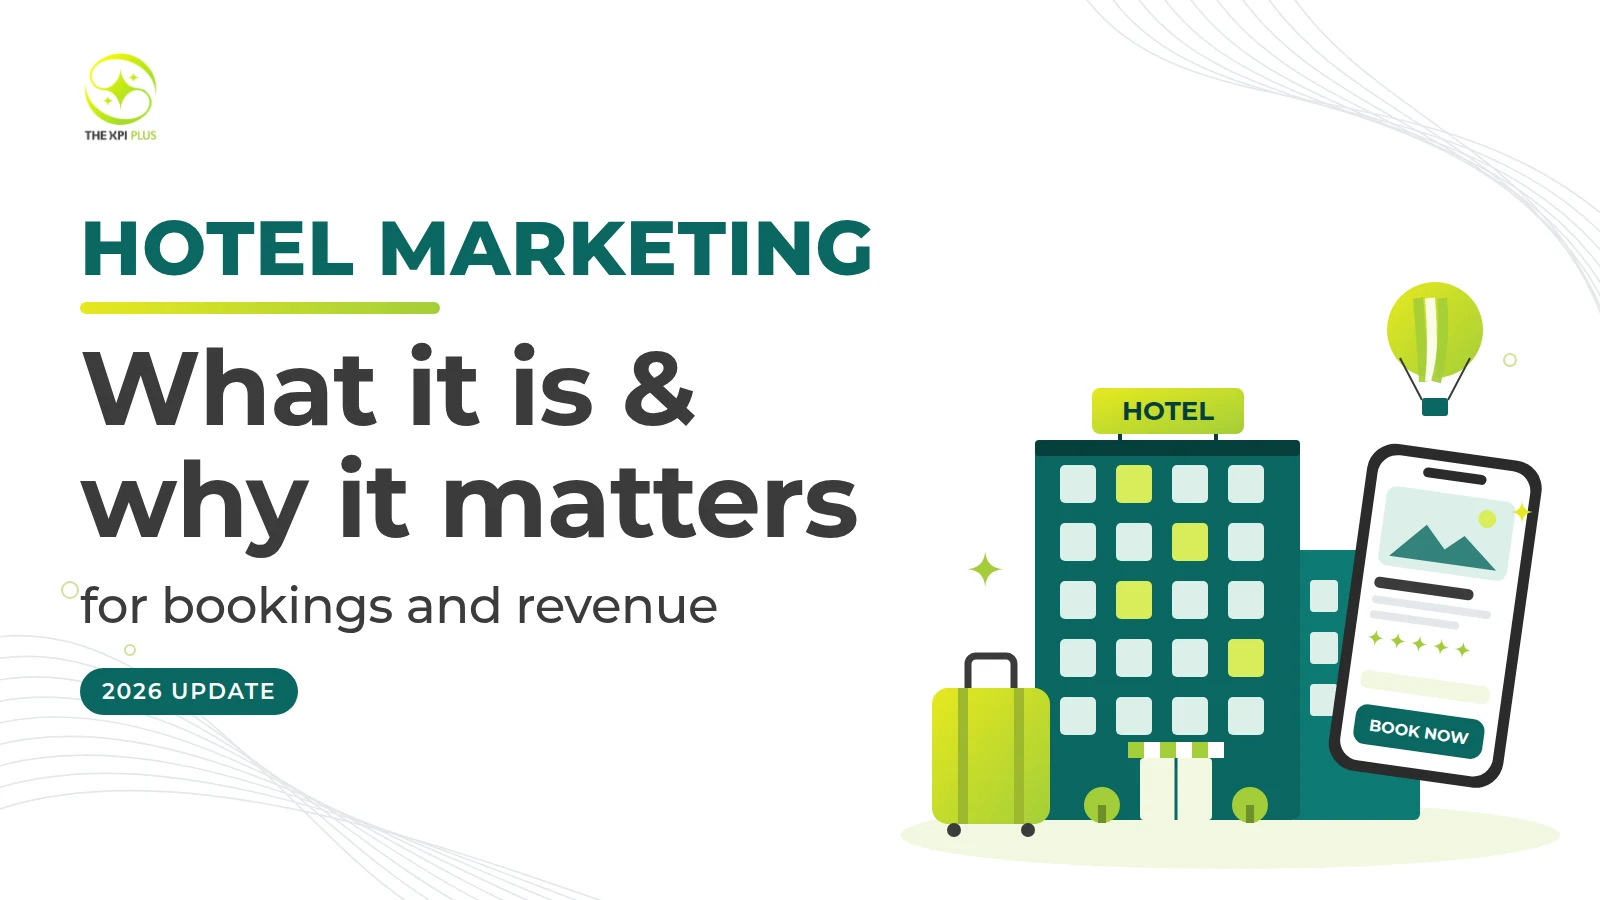 THE XPI PLUS
HOTEL MARKETING
What it is &
why it matters
for bookings and revenue
2026 UPDATE
HOTEL
BOOK NOW